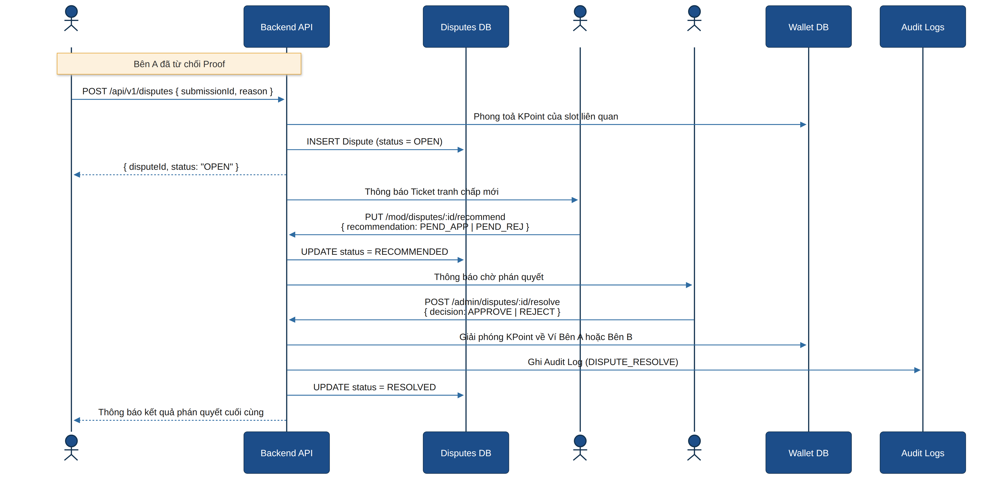 Backend API
Disputes DB
Wallet DB
Audit Logs
Bên A đã từ chối Proof
POST /api/v1/disputes { submissionId, reason }
Phong toả KPoint của slot liên quan
INSERT Dispute (status = OPEN)
{ disputeId, status: "OPEN" }
Thông báo Ticket tranh chấp mới
PUT /mod/disputes/:id/recommend
{ recommendation: PEND_APP | PEND_REJ }
UPDATE status = RECOMMENDED
Thông báo chờ phán quyết
POST /admin/disputes/:id/resolve
{ decision: APPROVE | REJECT }
Giải phóng KPoint về Ví Bên A hoặc Bên B
Ghi Audit Log (DISPUTE_RESOLVE)
UPDATE status = RESOLVED
Thông báo kết quả phán quyết cuối cùng
Backend API
Disputes DB
Wallet DB
Audit Logs